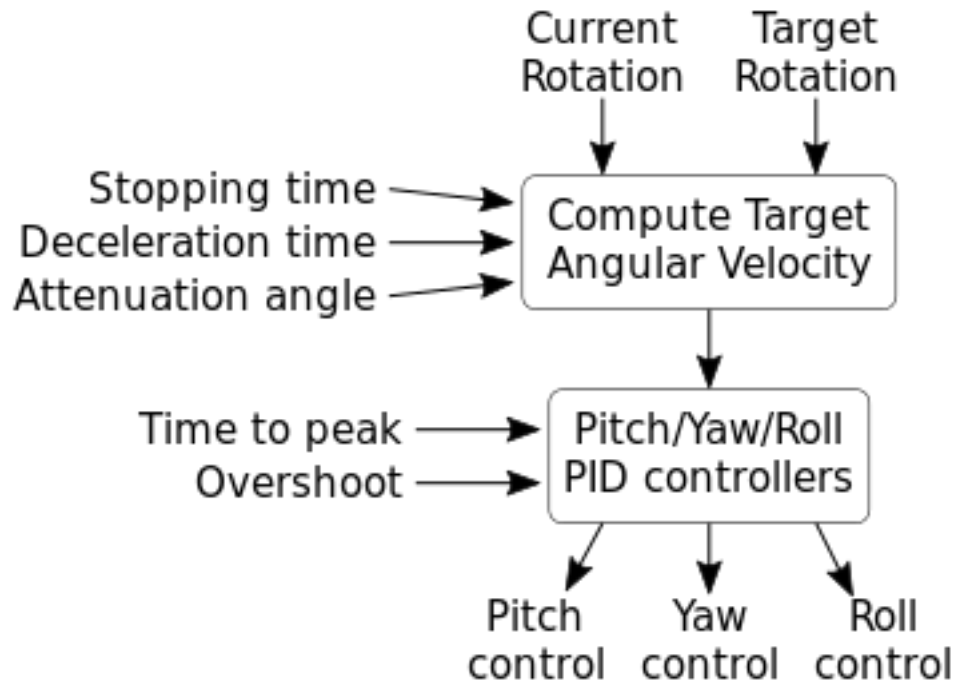 Current
Rotation
Target
Rotation
Stopping time
Deceleration time
Attenuation angle
Compute Target
Angular Velocity
Time to peak
Overshoot
Pitch/Yaw/Roll
PID controllers
Pitch
control
Yaw
control
Roll
control